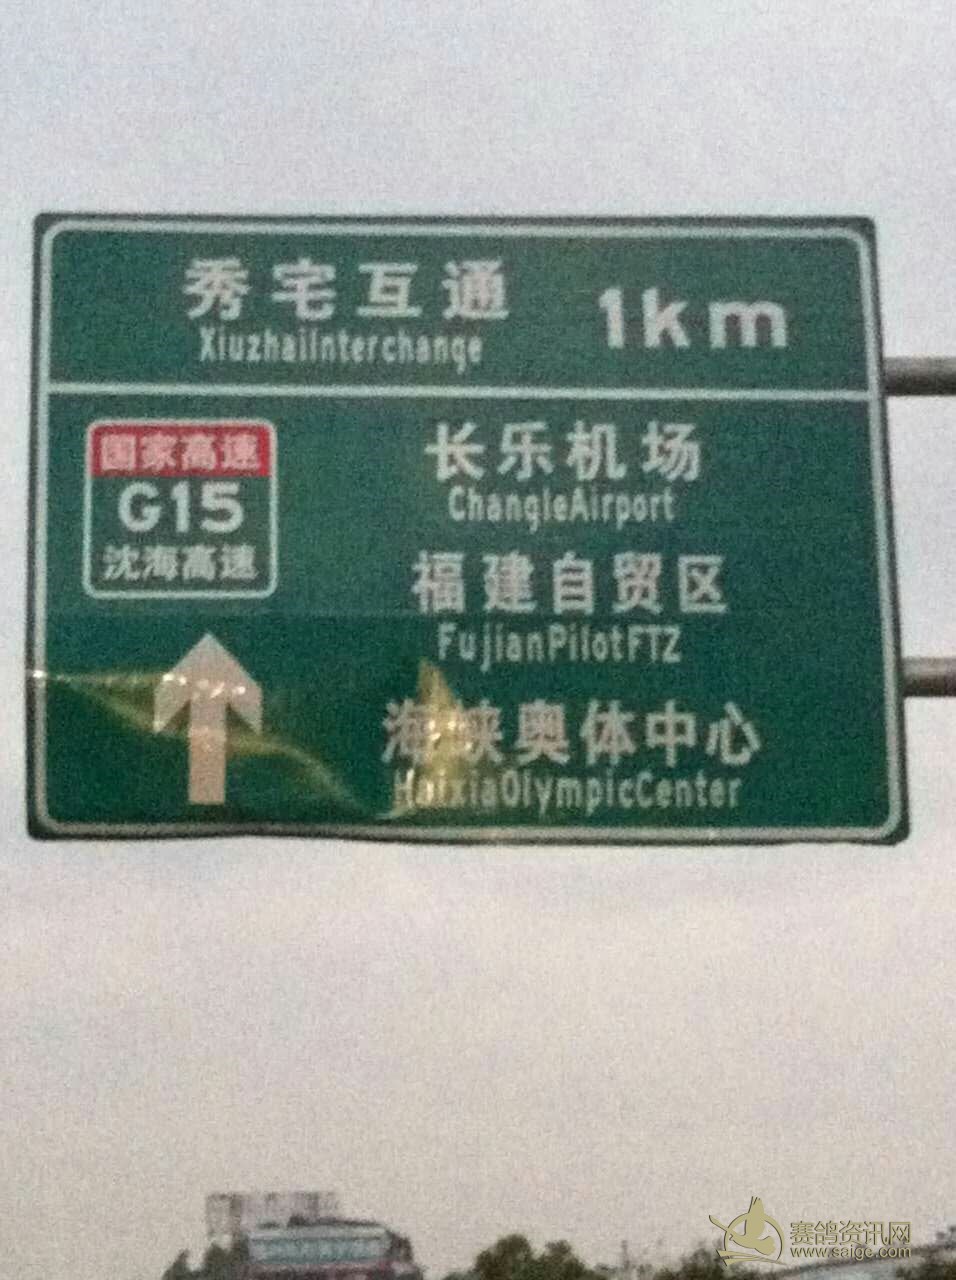 秀宅互通 1km
XiuzhaiInterchange
国家高速
G15
沈海高速
长乐机场
ChangleAirport
福建自贸区
FujianPilotFTZ
海峡奥体中心
HaixiaOlympicCenter
赛鸽资讯网
www.saige.com